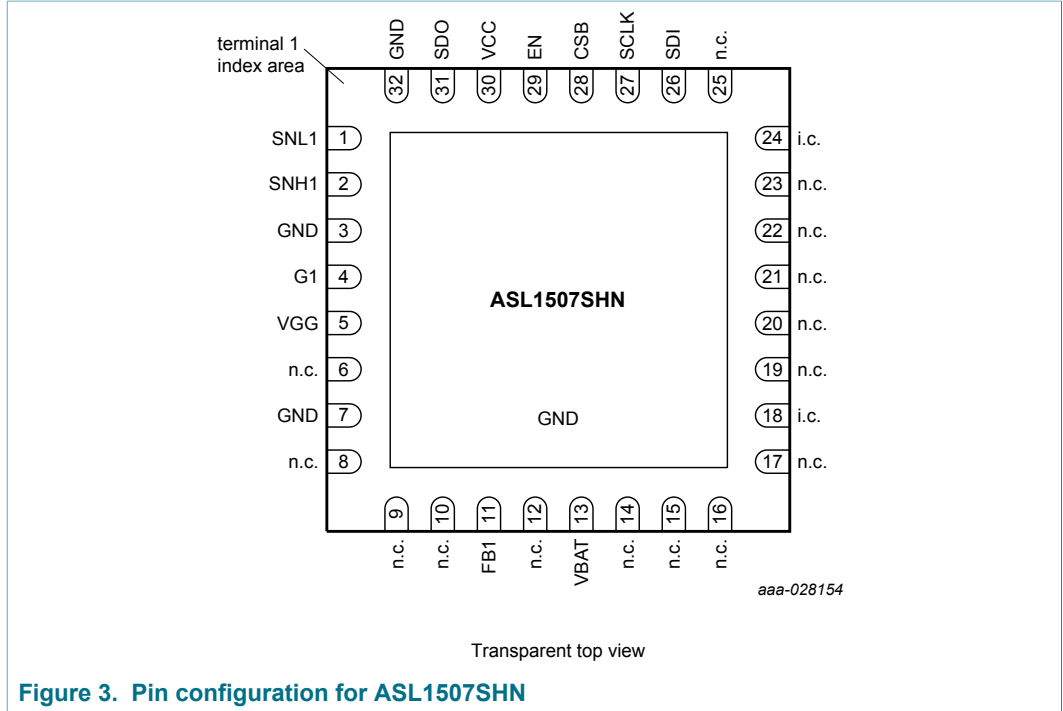 terminal 1
index area
GND
SDO
VCC
EN
CSB
SCLK
SDI
n.c.
32
31
30
29
28
27
26
25
SNL1 1
SNH1 2
GND 3
G1 4
VGG 5
n.c. 6
GND 7
n.c. 8
24 i.c.
23 n.c.
22 n.c.
21 n.c.
20 n.c.
19 n.c.
18 i.c.
17 n.c.
ASL1507SHN
GND
9
10
11
12
13
14
15
16
n.c.
n.c.
FB1
n.c.
VBAT
n.c.
n.c.
n.c.
aaa-028154
Transparent top view
Figure 3. Pin configuration for ASL1507SHN